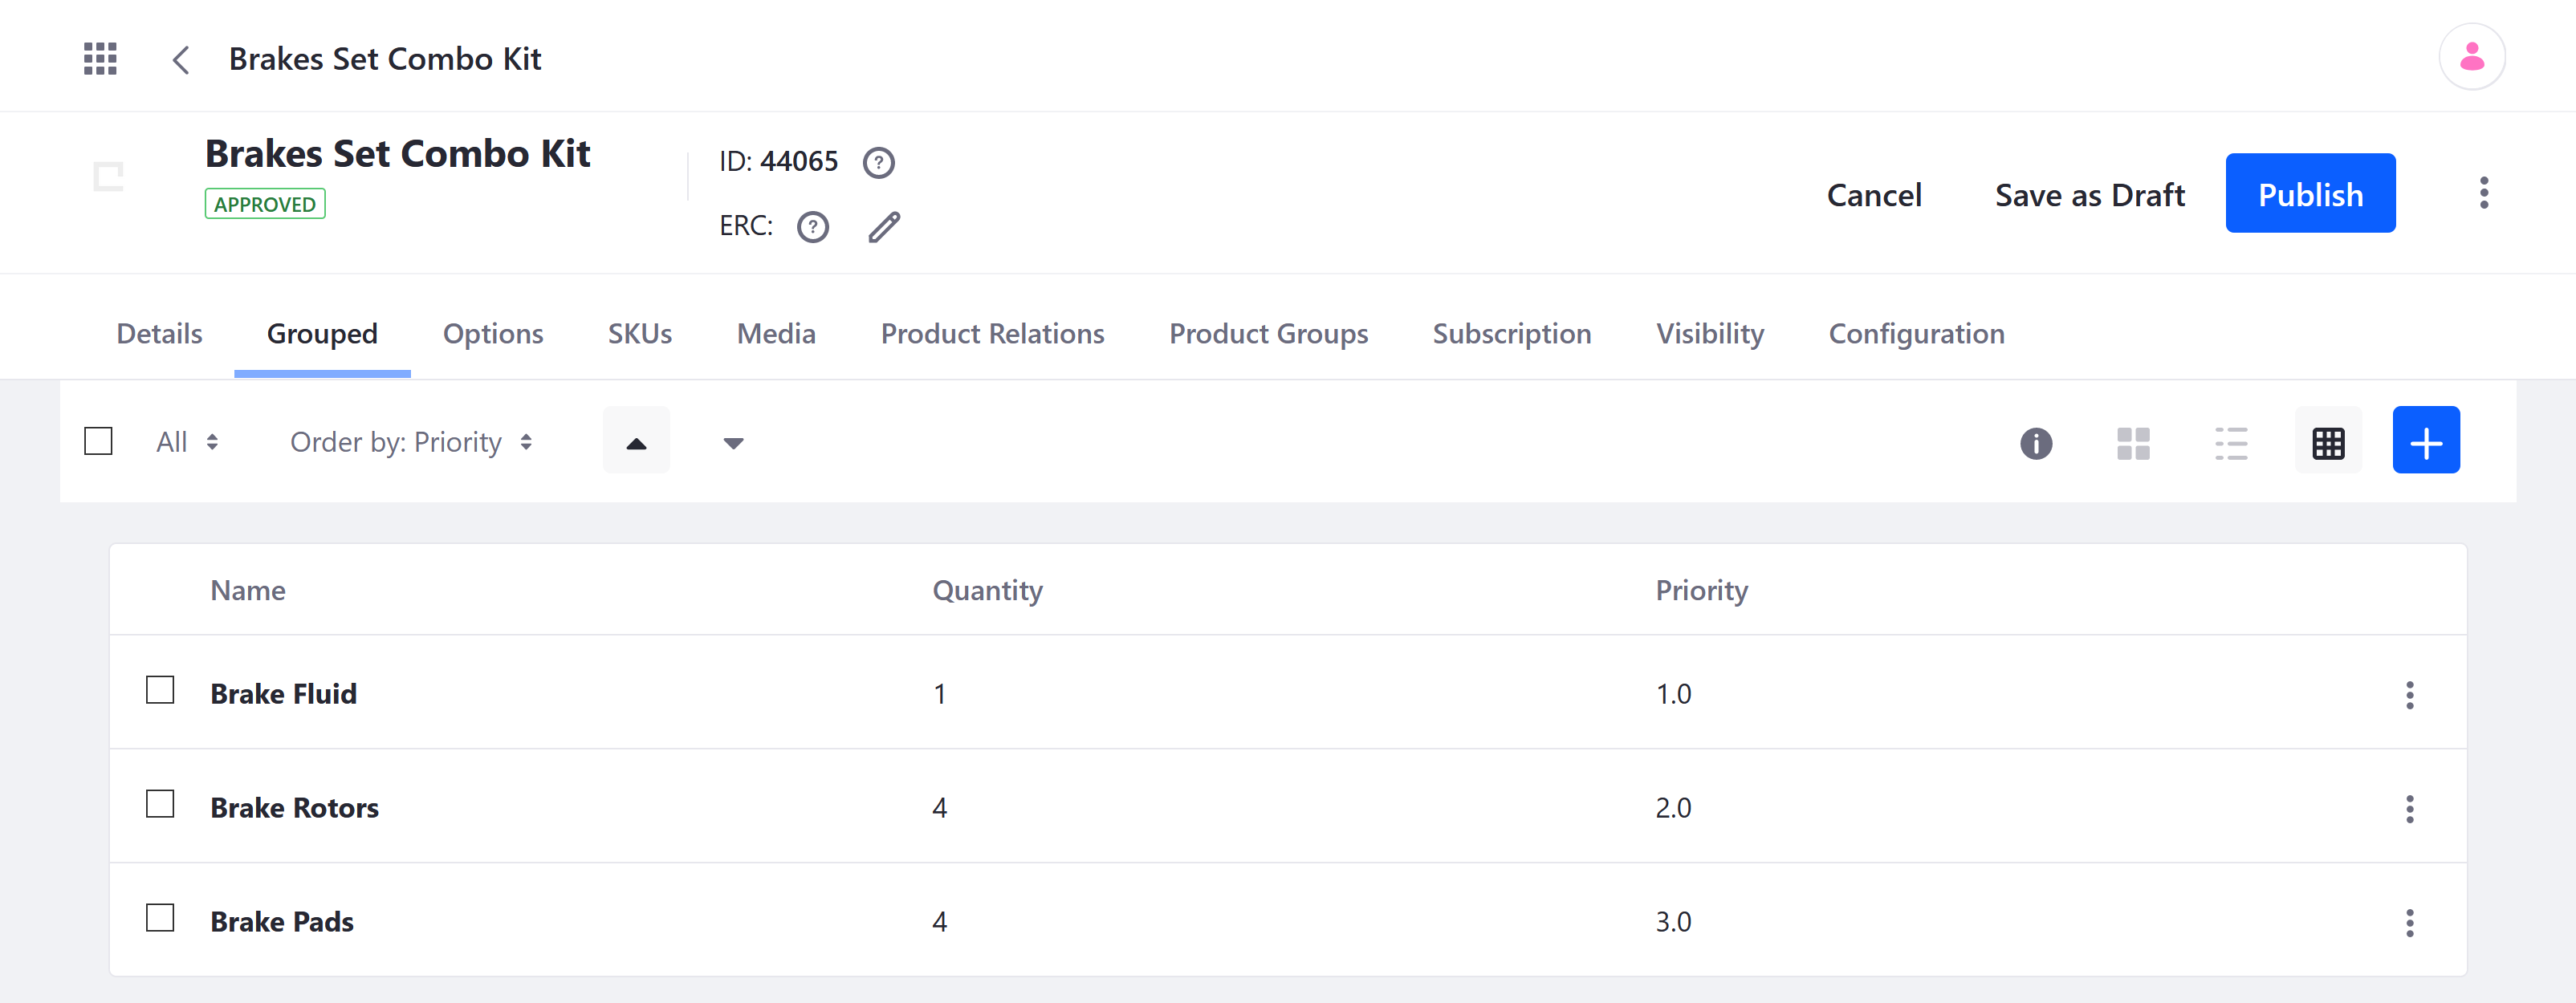 Brakes Set Combo Kit
Brakes Set Combo Kit
APPROVED
ID: 44065
ERC:
Cancel
Save as Draft
Publish
Details Grouped Options SKUs Media Product Relations Product Groups Subscription Visibility Configuration
All Order by: Priority
Name Quantity Priority
Brake Fluid 1 1.0
Brake Rotors 4 2.0
Brake Pads 4 3.0